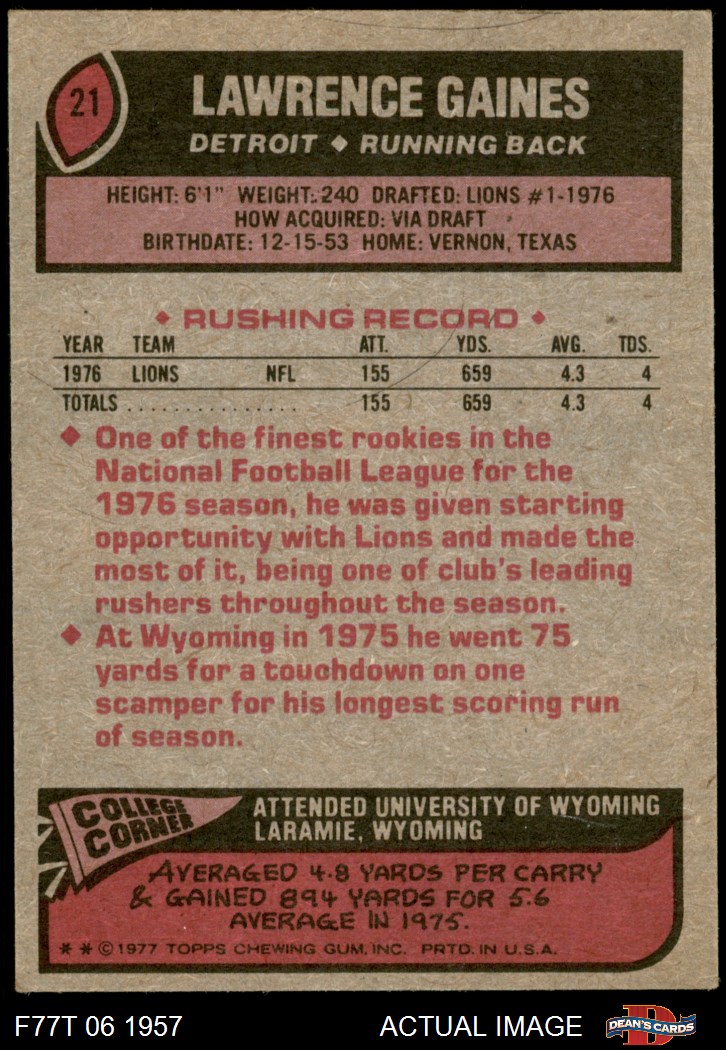 21
LAWRENCE GAINES
DETROIT ◆ RUNNING BACK
HEIGHT: 6'1" WEIGHT: 240 DRAFTED: LIONS #1-1976
HOW ACQUIRED: VIA DRAFT
BIRTHDATE: 12-15-53 HOME: VERNON, TEXAS
◆ RUSHING RECORD ◆
YEAR TEAM ATT. YDS. AVG. TDS.
1976 LIONS NFL 155 659 4.3 4
TOTALS ................ 155 659 4.3 4
◆ One of the finest rookies in the
National Football League for the
1976 season, he was given starting
opportunity with Lions and made the
most of it, being one of club's leading
rushers throughout the season.
◆ At Wyoming in 1975 he went 75
yards for a touchdown on one
scamper for his longest scoring run
of season.
COLLEGE
CORNER
ATTENDED UNIVERSITY OF WYOMING
LARAMIE, WYOMING
AVERAGED 4.8 YARDS PER CARRY
& GAINED 894 YARDS FOR 5.6
AVERAGE IN 1975.
* * © 1977 TOPPS CHEWING GUM, INC. PRTD. IN U.S.A.
F77T 06 1957 ACTUAL IMAGE
D
DEAN'S CARDS